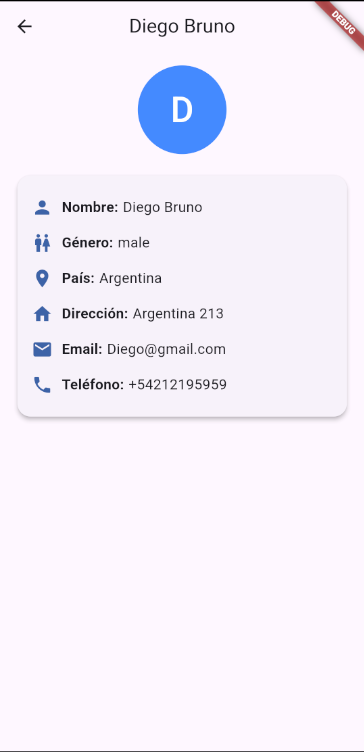 Diego Bruno
DEBUG
D
Nombre: Diego Bruno
Género: male
País: Argentina
Dirección: Argentina 213
Email: Diego@gmail.com
Teléfono: +54212195959